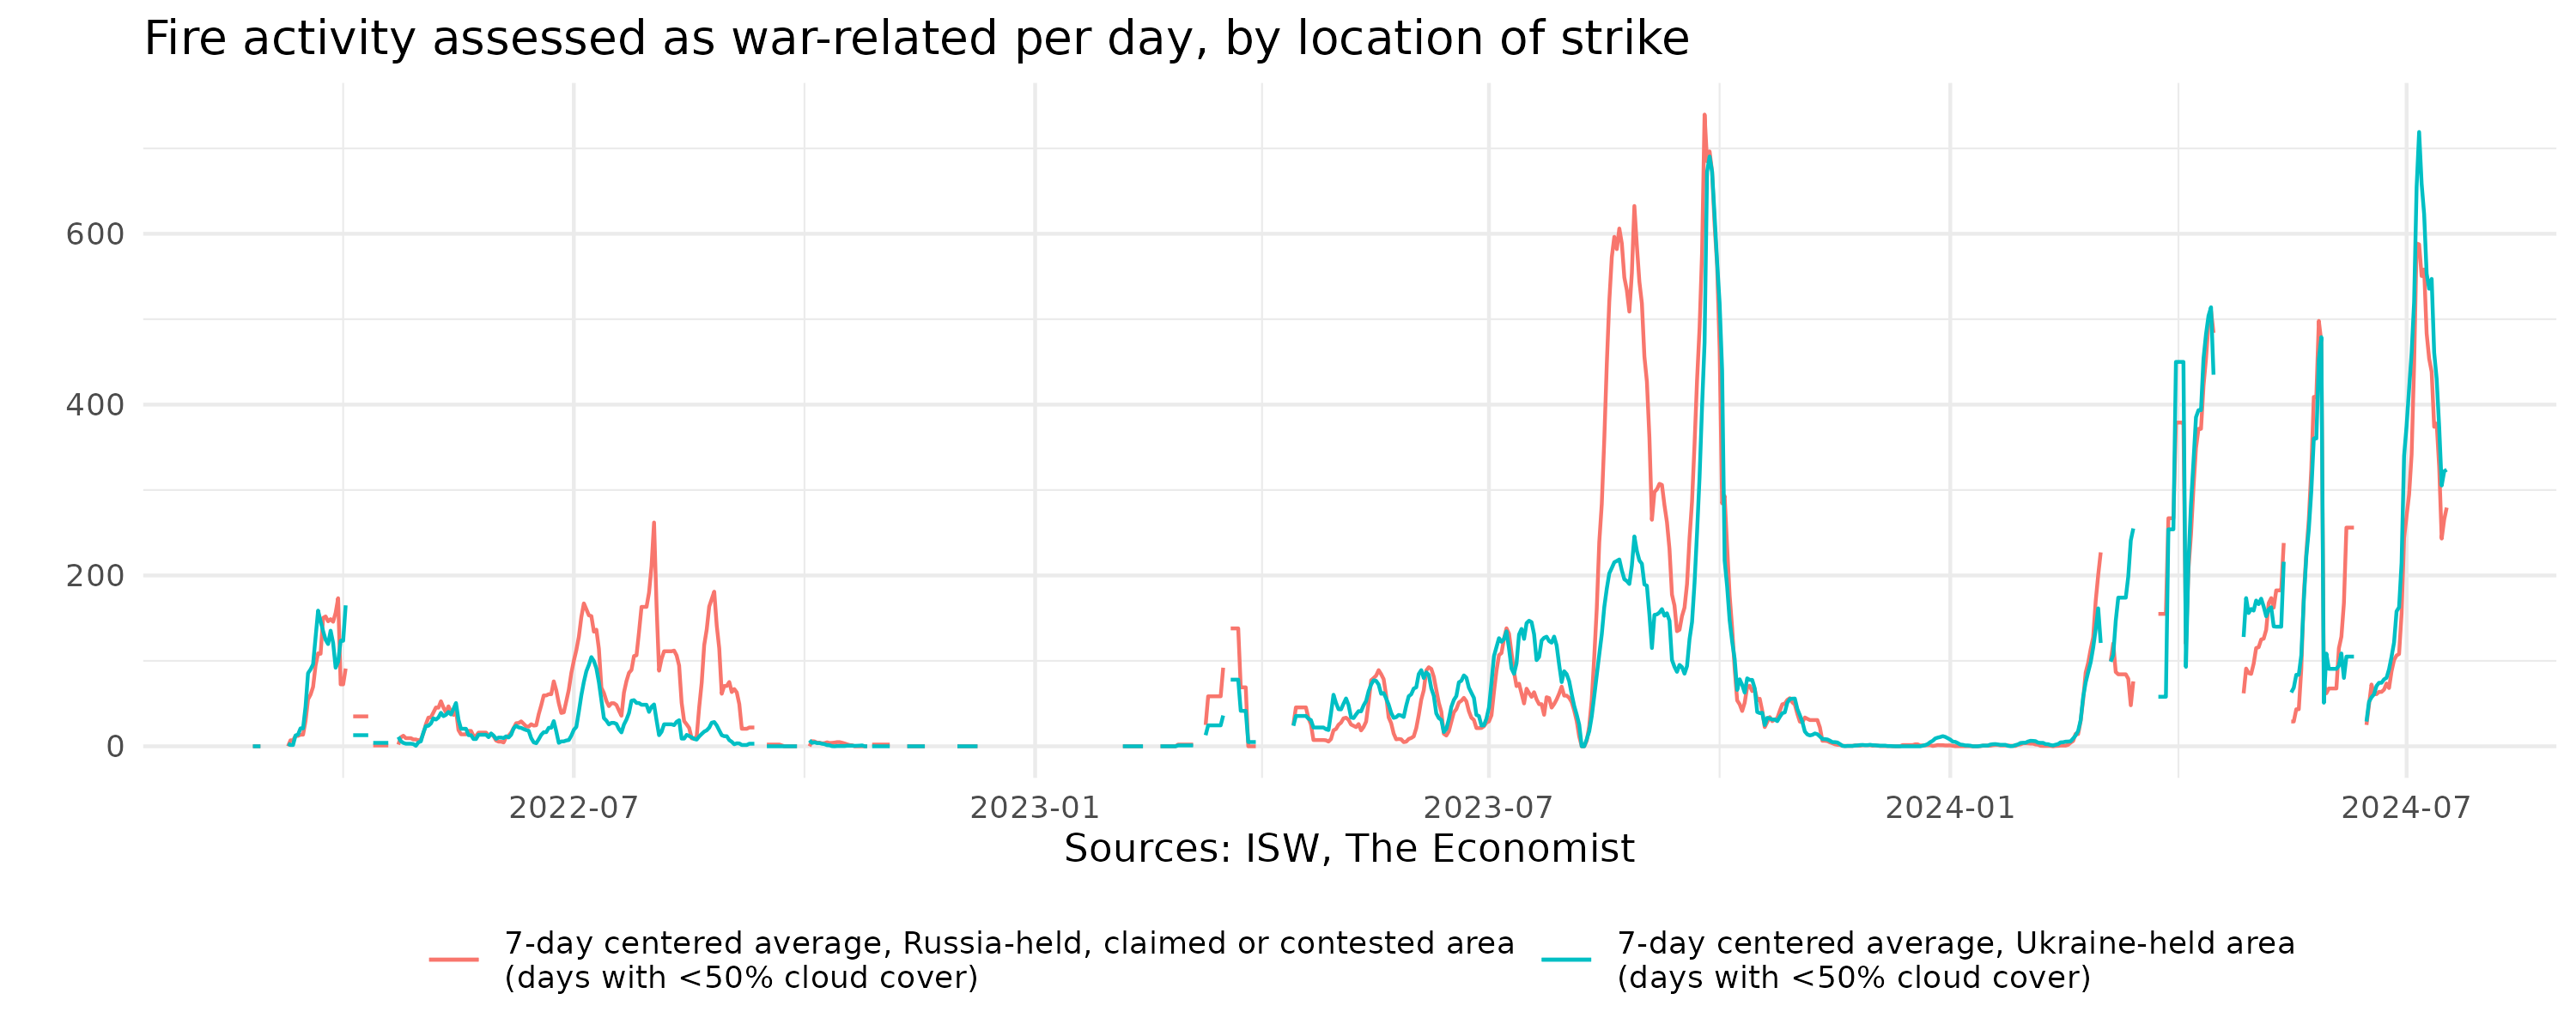 Fire activity assessed as war-related per day, by location of strike
600
400
200
0
2022-07
2023-01
2023-07
2024-01
2024-07
Sources: ISW, The Economist
7-day centered average, Russia-held, claimed or contested area
(days with <50% cloud cover)
7-day centered average, Ukraine-held area
(days with <50% cloud cover)